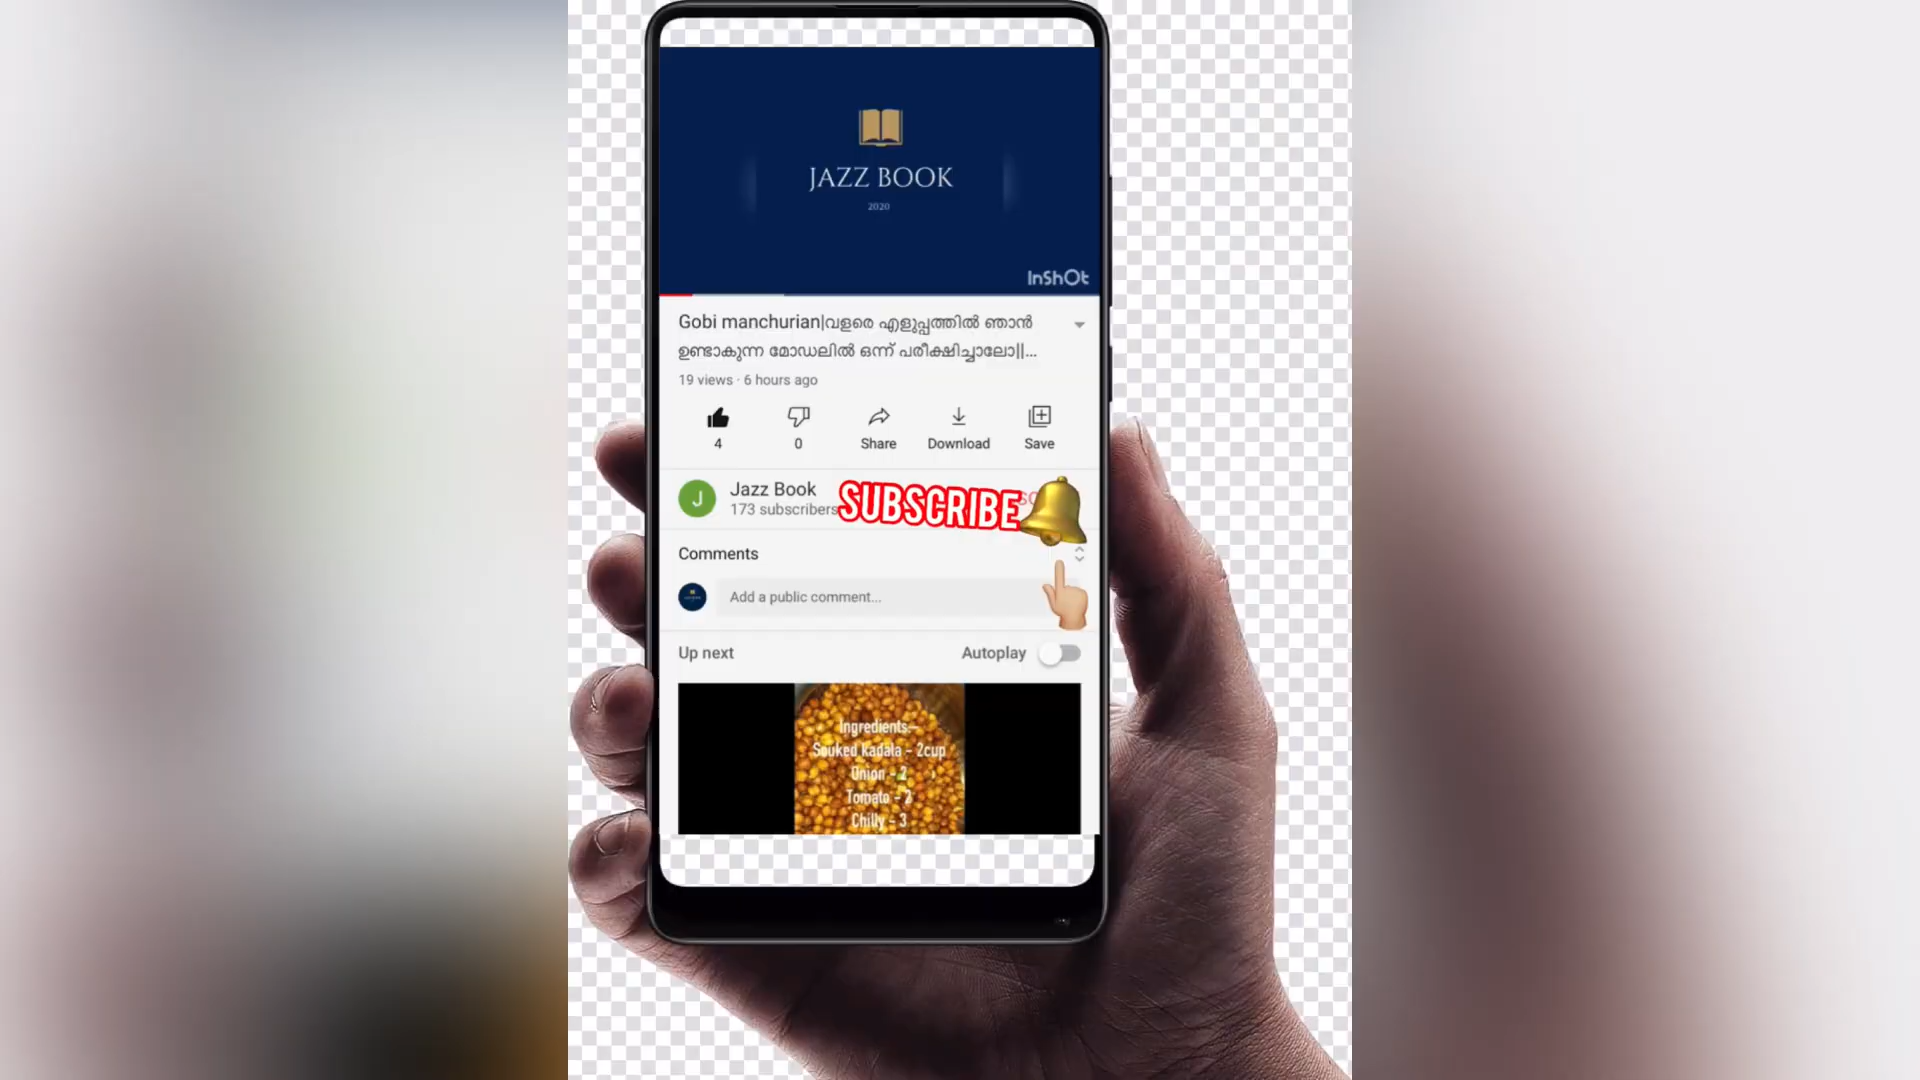 JAZZ BOOK
2020
InShOt
Gobi manchurian|വളരെ എളുപ്പത്തിൽ ഞാൻ
ഉണ്ടാകുന്ന മോഡലിൽ ഒന്ന് പരീക്ഷിച്ചാലോ||...
19 views · 6 hours ago
4
0
Share
Download
Save
J
Jazz Book
173 subscribers
SUBSCRIBE
Comments
Add a public comment...
Up next
Autoplay
Ingredients:-
Souked kadala - 2cup
Onion - 2
Tomato - 2
Chilly - 3